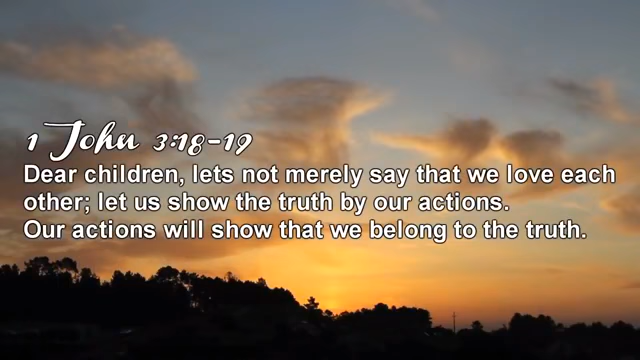 1 John 3:18-19
Dear children, lets not merely say that we love each
other; let us show the truth by our actions.
Our actions will show that we belong to the truth.